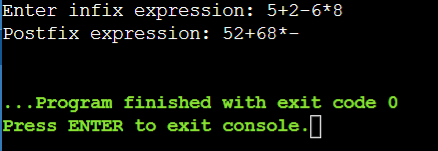 Enter infix expression: 5+2-6*8
Postfix expression: 52+68*-
...Program finished with exit code 0
Press ENTER to exit console.